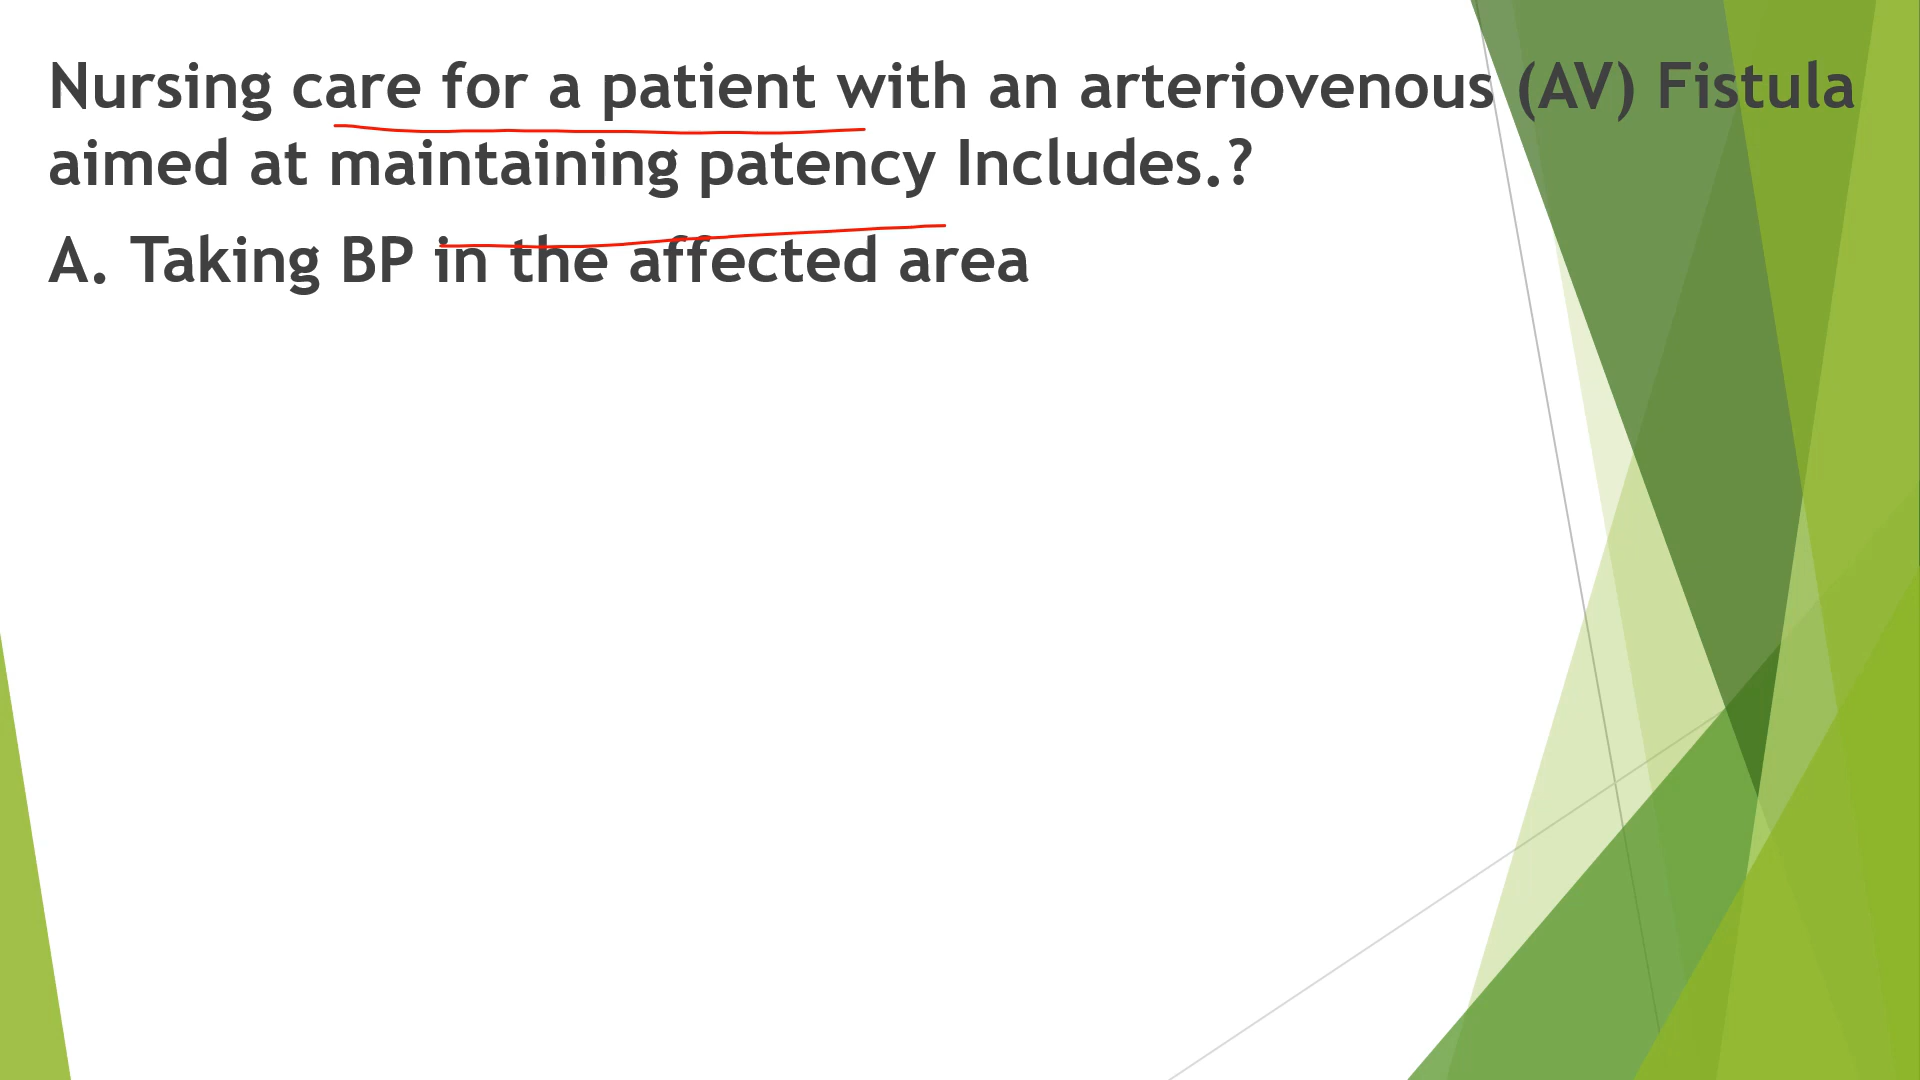 Nursing care for a patient with an arteriovenous (AV) Fistula
aimed at maintaining patency Includes.?
A. Taking BP in the affected area